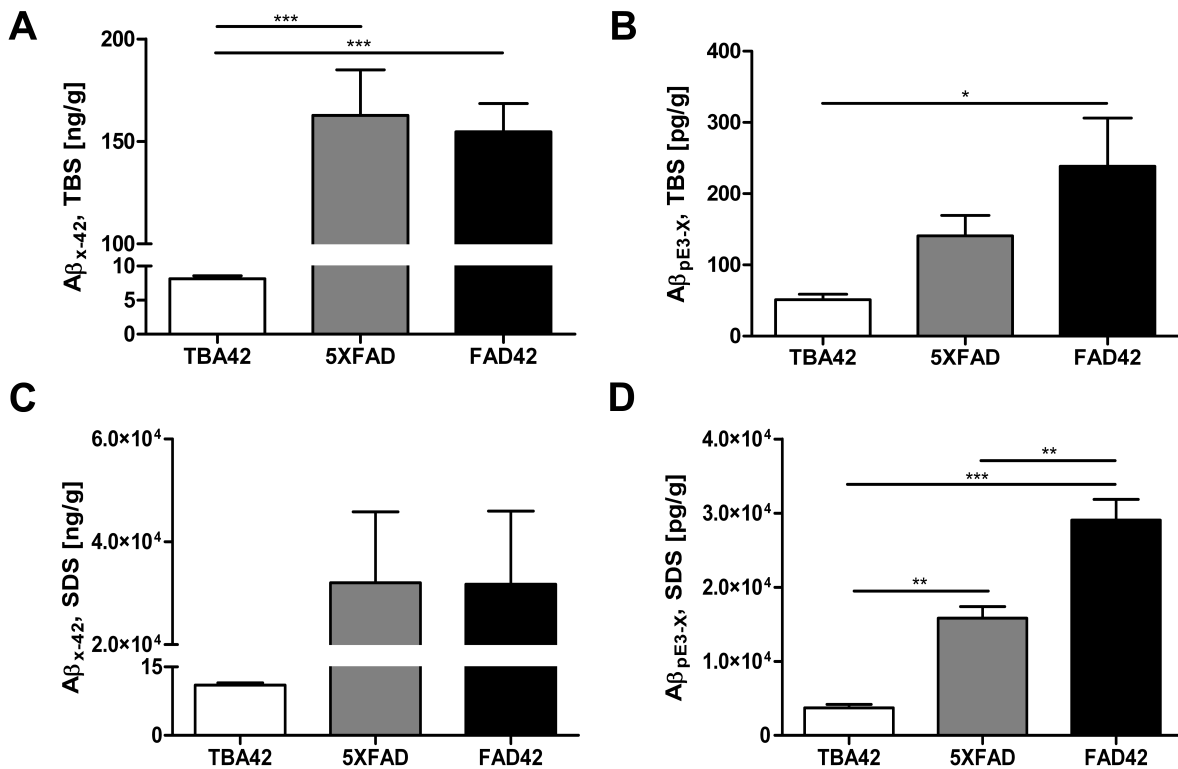 A
***
***
200
150
100
10
5
0
Aβx-42, TBS [ng/g]
TBA42
5XFAD
FAD42
B
*
400
300
200
100
0
AβpE3-X, TBS [pg/g]
TBA42
5XFAD
FAD42
C
6.0×10⁴
4.0×10⁴
2.0×10⁴
15
0
Aβx-42, SDS [ng/g]
TBA42
5XFAD
FAD42
D
**
***
**
4.0×10⁴
3.0×10⁴
2.0×10⁴
1.0×10⁴
0
AβpE3-X, SDS [pg/g]
TBA42
5XFAD
FAD42